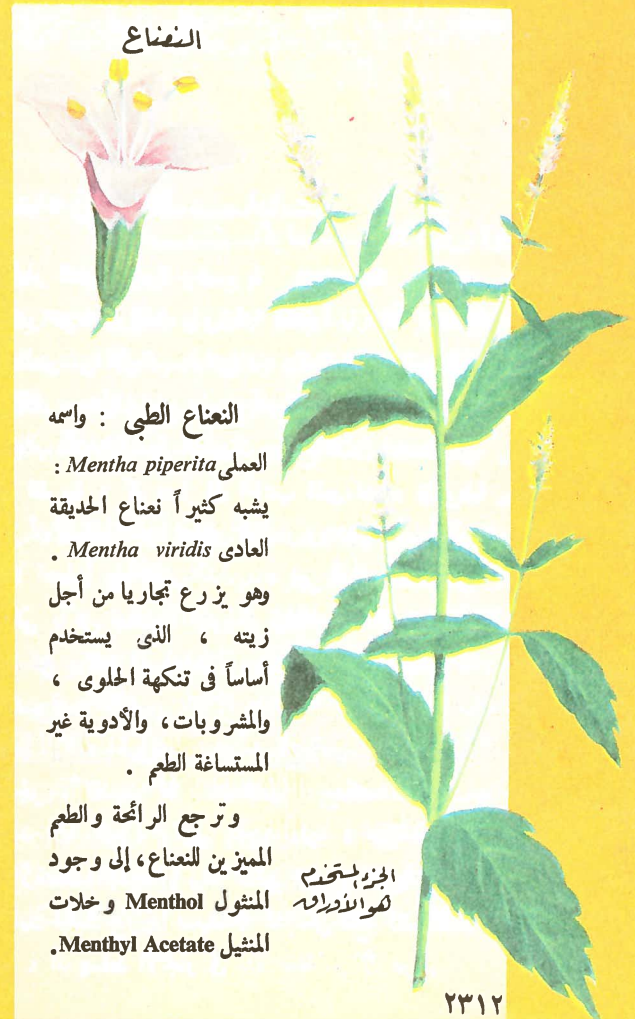 النعناع
النعناع الطبى : واسمه
العملى Mentha piperita :
يشبه كثيراً نعناع الحديقة
العادى Mentha viridis .
وهو يزرع تجاريا من أجل
زيته ، الذى يستخدم
أساساً فى تنكهة الحلوى ،
والمشروبات ، والأدوية غير
المستساغة الطعم .
وترجع الرائحة والطعم
المميزين للنعناع ، إلى وجود
المنثول Menthol وخلات
المنثيل Menthyl Acetate .
الجزء المستخدم
هو الأوراق
٢٣١٢